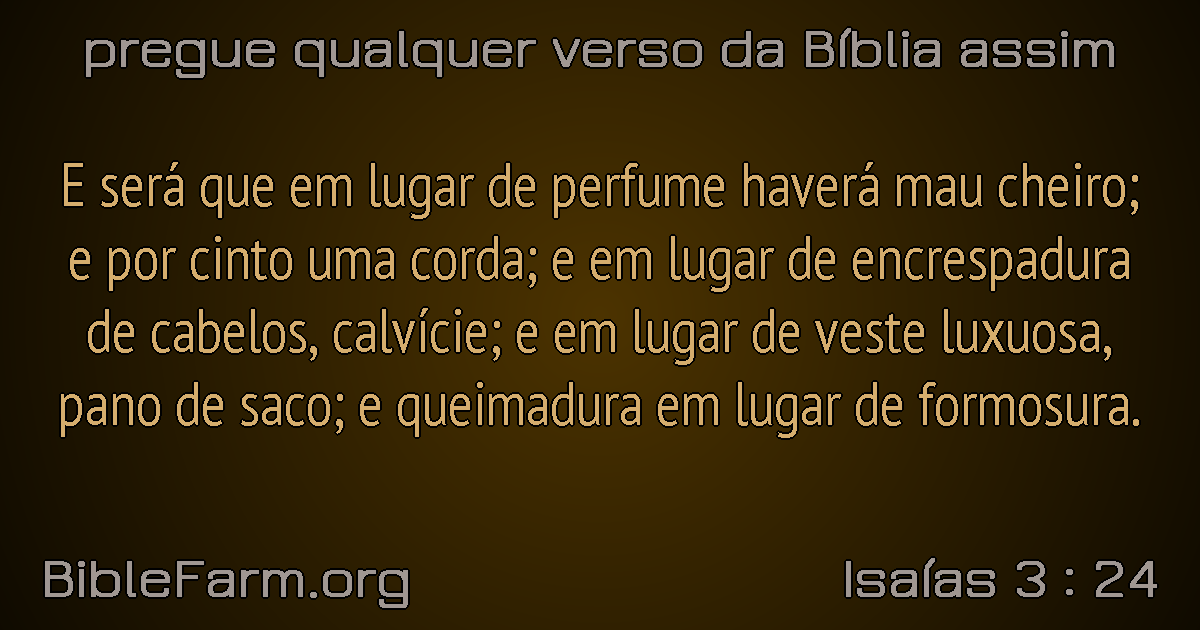 pregue qualquer verso da Bíblia assim
E será que em lugar de perfume haverá mau cheiro;
e por cinto uma corda; e em lugar de encrespadura
de cabelos, calvície; e em lugar de veste luxuosa,
pano de saco; e queimadura em lugar de formosura.
BibleFarm.org
Isaías 3 : 24